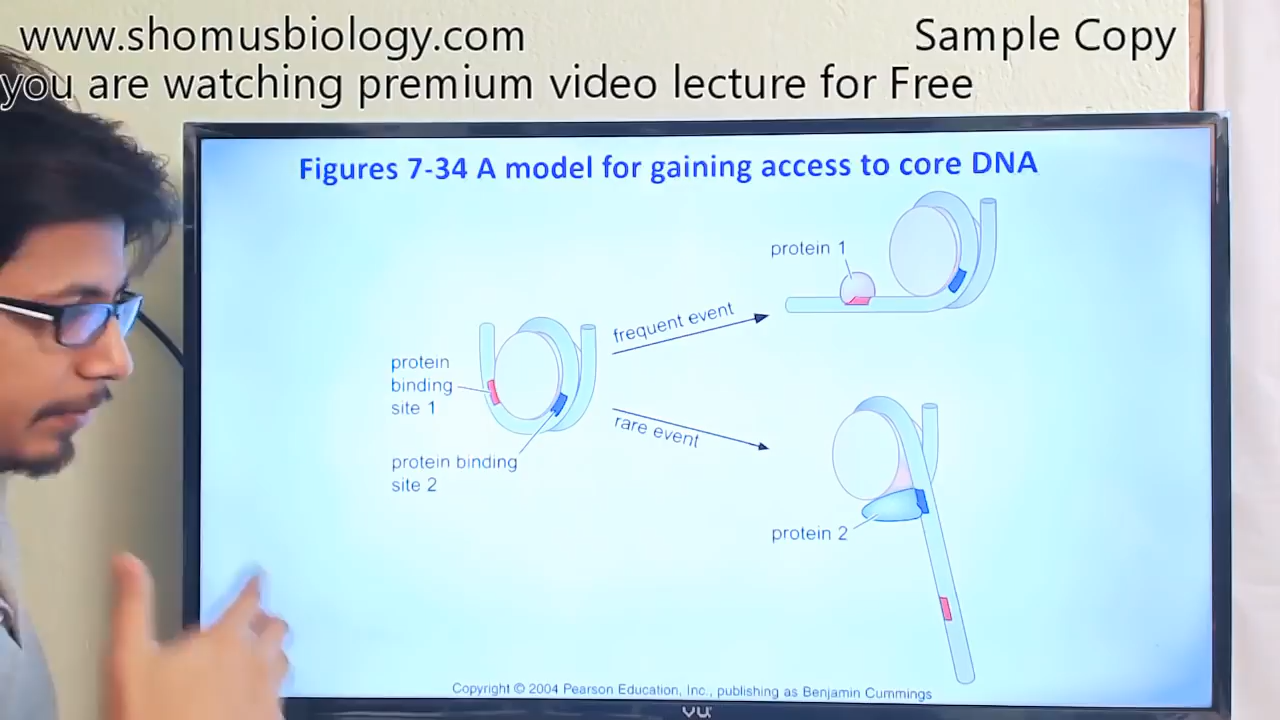 www.shomusbiology.com
Sample Copy
you are watching premium video lecture for Free
Figures 7-34 A model for gaining access to core DNA
protein 1
frequent event
protein
binding
site 1
rare event
protein binding
site 2
protein 2
Copyright © 2004 Pearson Education, Inc., publishing as Benjamin Cummings
VU